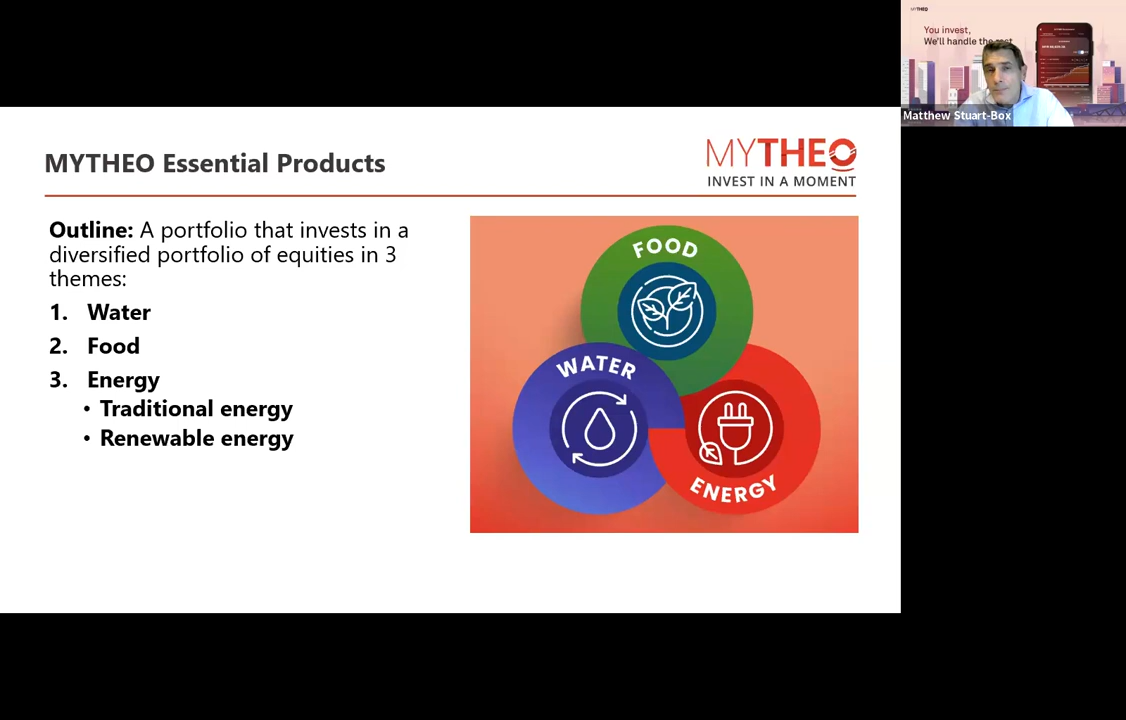 MYTHEO
You invest,
We'll handle the rest
Matthew Stuart-Box
MYTHEO Essential Products
MYTHEO
INVEST IN A MOMENT
Outline: A portfolio that invests in a
diversified portfolio of equities in 3
themes:
1. Water
2. Food
3. Energy
• Traditional energy
• Renewable energy
FOOD
WATER
ENERGY